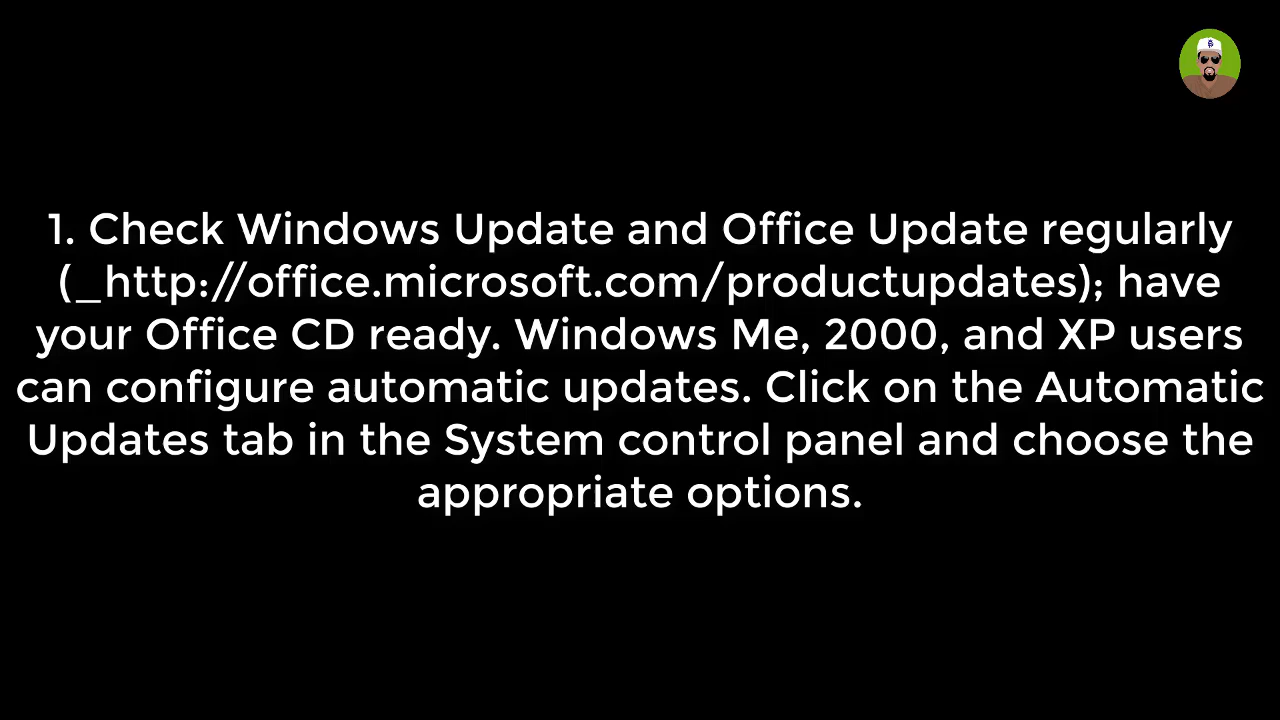 1. Check Windows Update and Office Update regularly
(_http://office.microsoft.com/productupdates); have
your Office CD ready. Windows Me, 2000, and XP users
can configure automatic updates. Click on the Automatic
Updates tab in the System control panel and choose the
appropriate options.